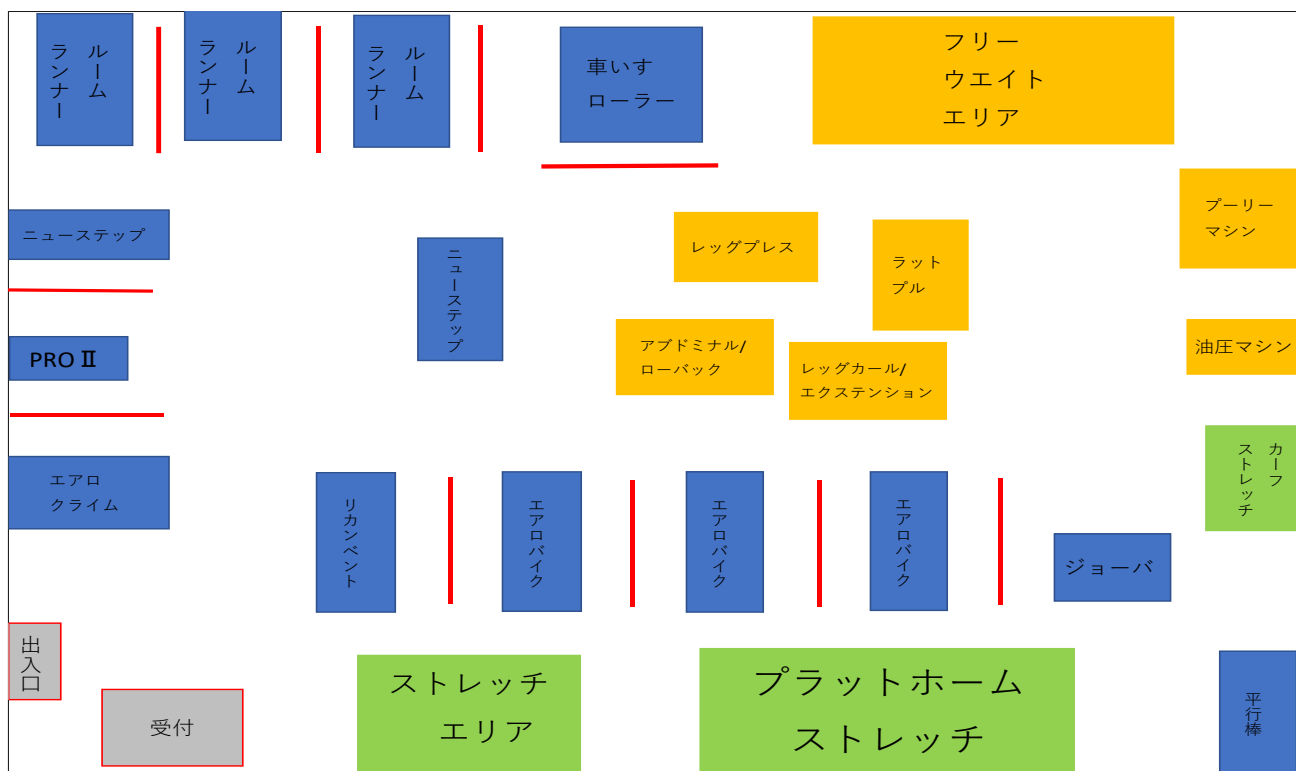 ルーム
ランナー
ルーム
ランナー
ルーム
ランナー
車いす
ローラー
フリー
ウエイト
エリア
プーリー
マシン
ニューステップ
ニューステップ
レッグプレス
ラット
プル
PRO Ⅱ
アブドミナル/
ローバック
レッグカール/
エクステンション
油圧マシン
カーフ
ストレッチ
エアロ
クライム
リカンベント
エアロバイク
エアロバイク
エアロバイク
ジョーバ
出入口
受付
ストレッチ
エリア
プラットホーム
ストレッチ
平行棒